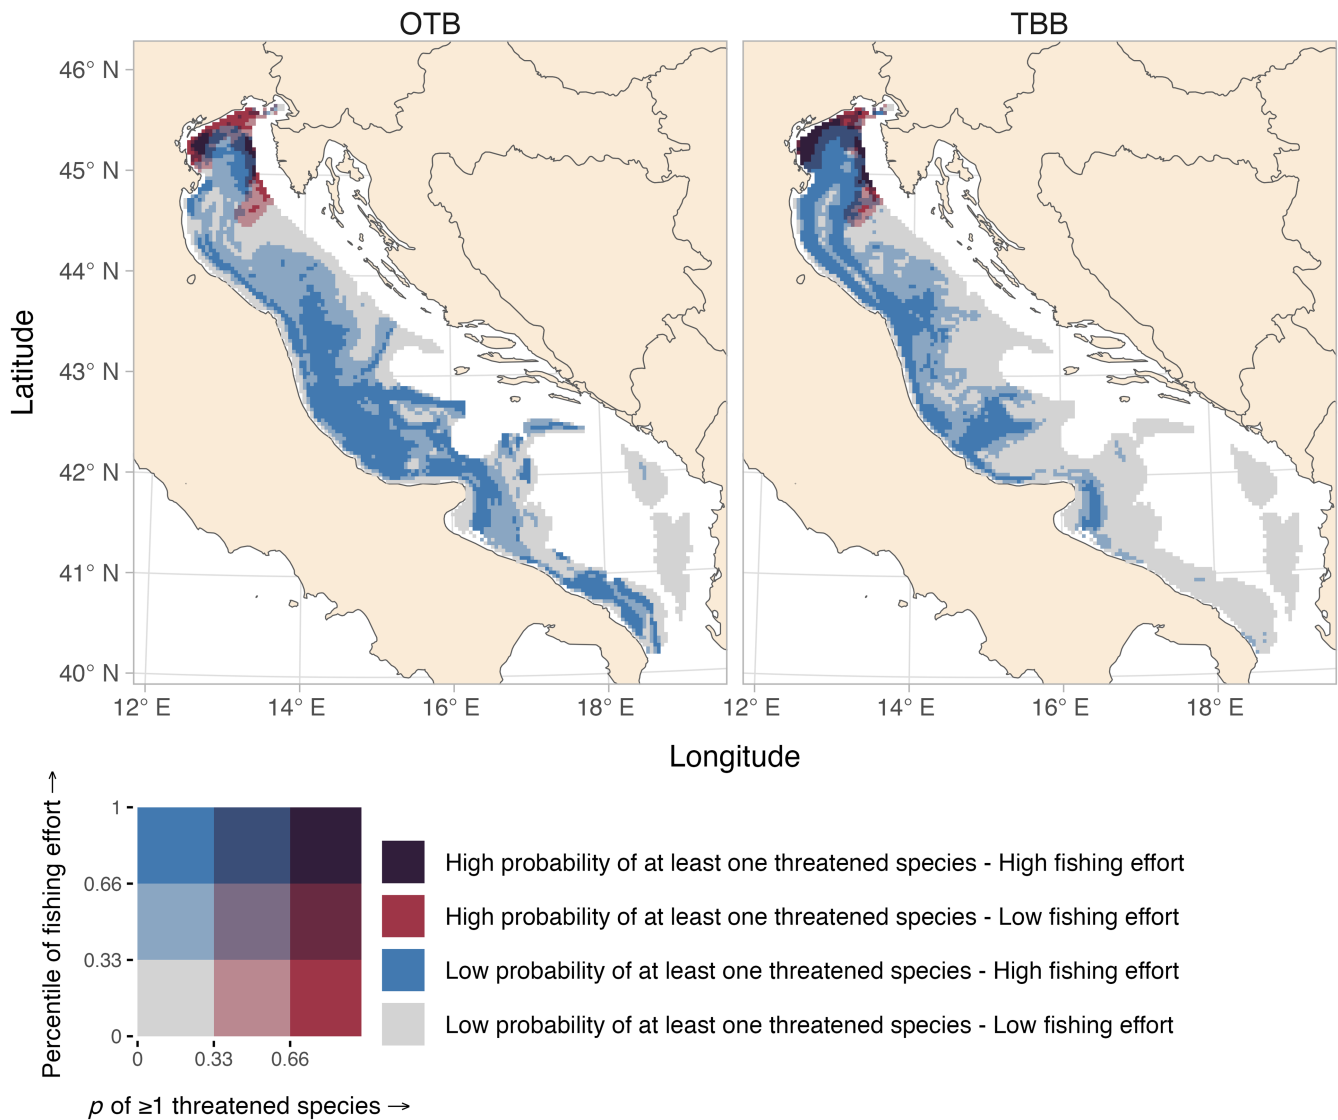 OTB
TBB
46° N
45° N
44° N
43° N
42° N
41° N
40° N
Latitude
12° E
14° E
16° E
18° E
12° E
14° E
16° E
18° E
Longitude
Percentile of fishing effort →
1
0.66
0.33
0
0
0.33
0.66
p of ≥1 threatened species →
High probability of at least one threatened species - High fishing effort
High probability of at least one threatened species - Low fishing effort
Low probability of at least one threatened species - High fishing effort
Low probability of at least one threatened species - Low fishing effort